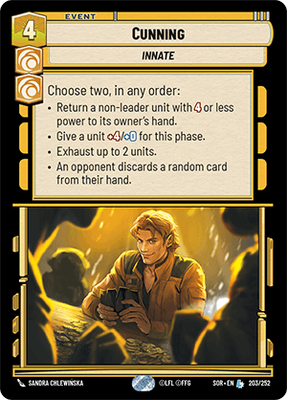 EVENT
4
CUNNING
INNATE
Choose two, in any order:
• Return a non-leader unit with 4 or less
power to its owner's hand.
• Give a unit +4/+0 for this phase.
• Exhaust up to 2 units.
• An opponent discards a random card
from their hand.
SANDRA CHLEWIŃSKA
©LFL ©FFG
SOR • EN 203/252